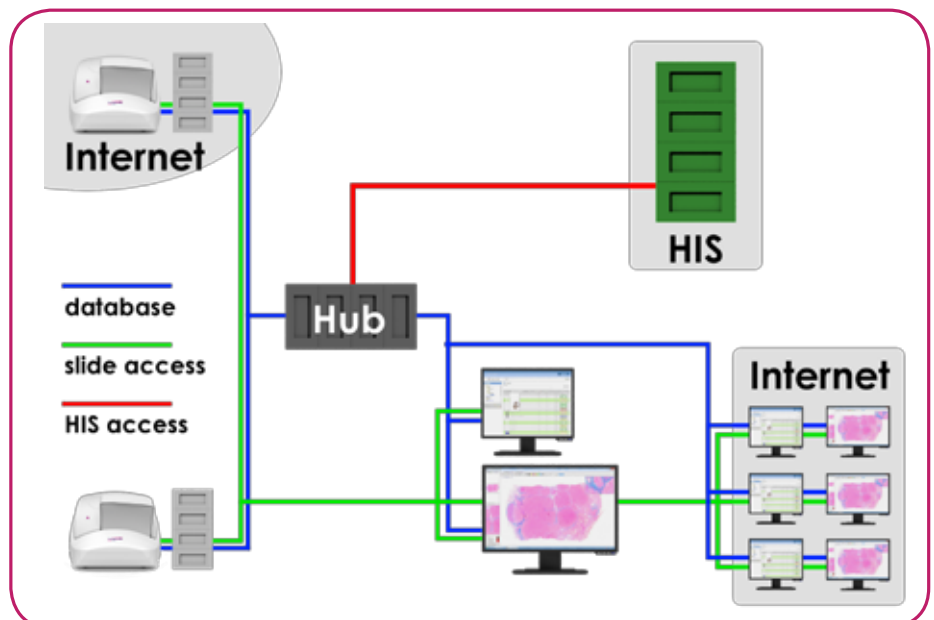 Internet
HIS
database
slide access
HIS access
Hub
Internet